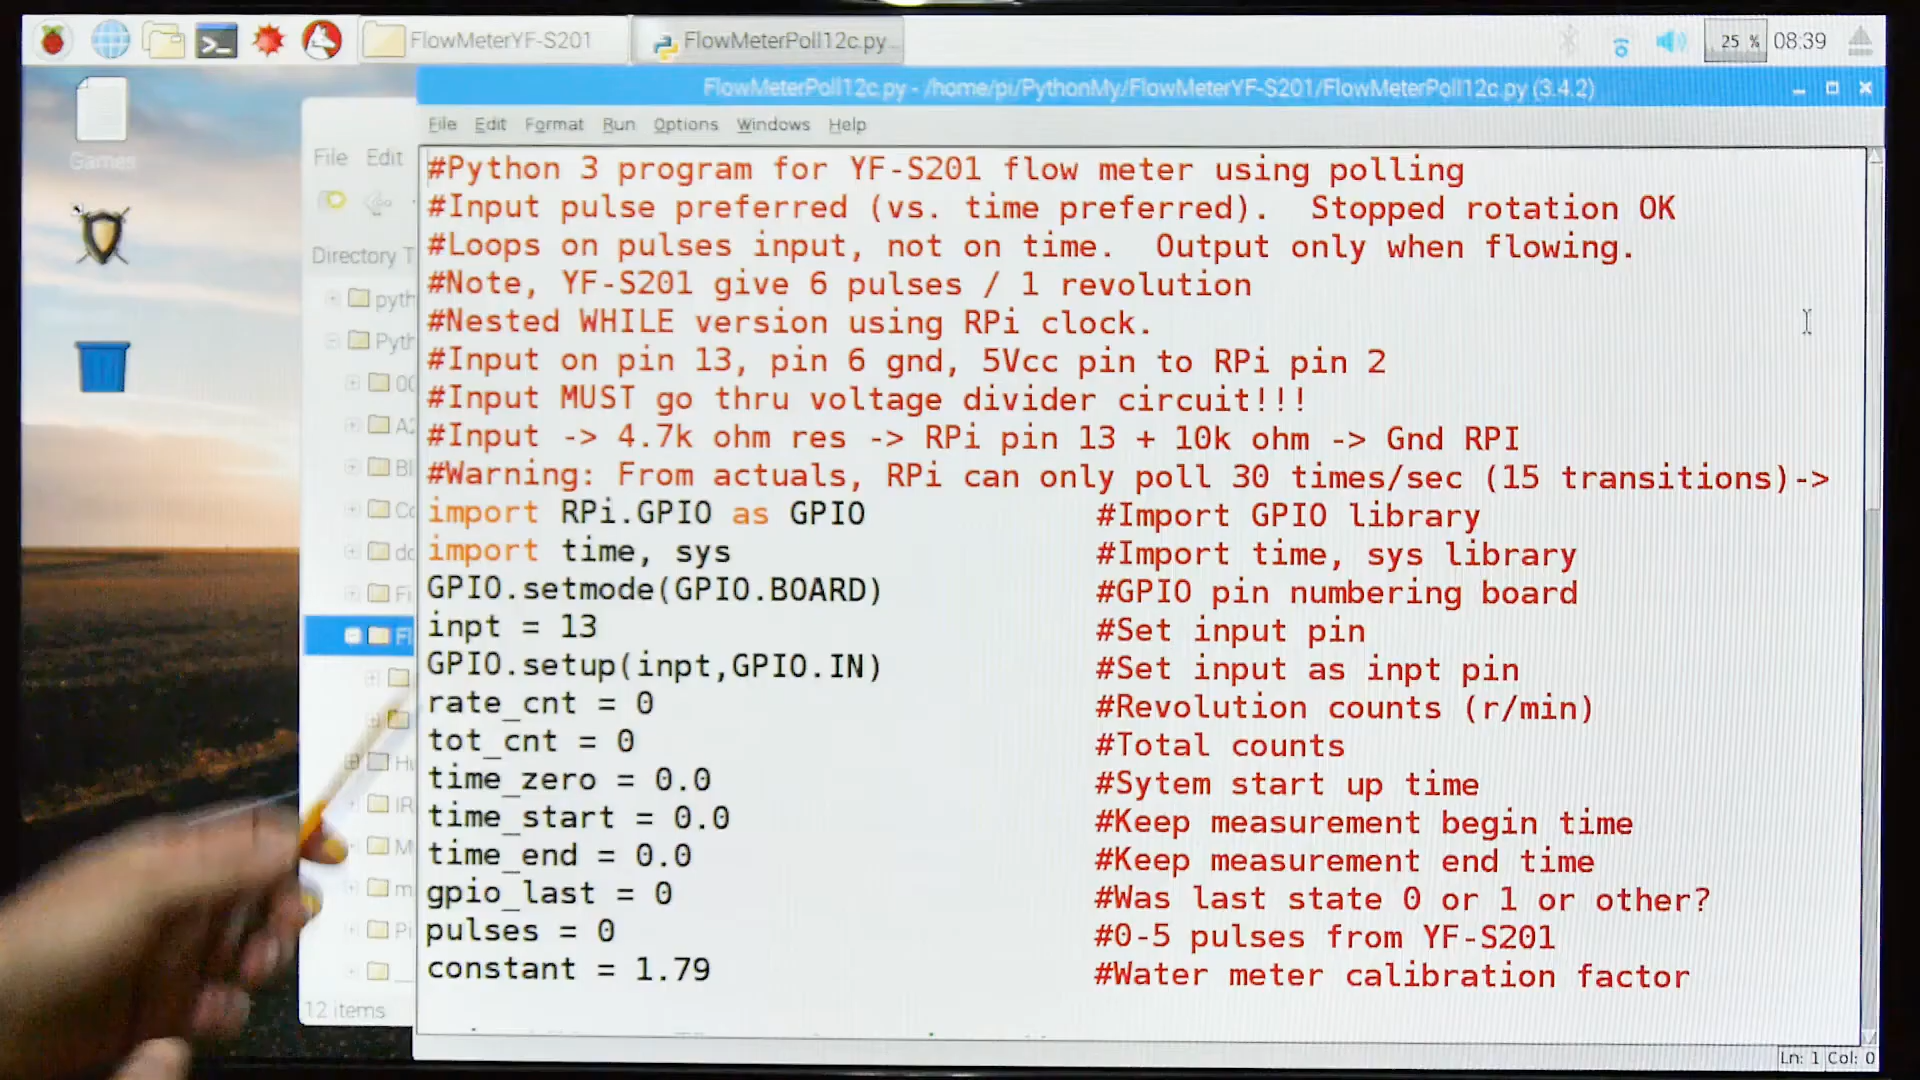 FlowMeterYF-S201
FlowMeterPoll12c.py...
25 %
08:39
FlowMeterPoll12c.py - /home/pi/PythonMy/FlowMeterYF-S201/FlowMeterPoll12c.py (3.4.2)
Games
File Edit
Directory T
pyth
Pyth
12 items
File Edit Format Run Options Windows Help
#Python 3 program for YF-S201 flow meter using polling
#Input pulse preferred (vs. time preferred).  Stopped rotation OK
#Loops on pulses input, not on time.  Output only when flowing.
#Note, YF-S201 give 6 pulses / 1 revolution
#Nested WHILE version using RPi clock.
#Input on pin 13, pin 6 gnd, 5Vcc pin to RPi pin 2
#Input MUST go thru voltage divider circuit!!!
#Input -> 4.7k ohm res -> RPi pin 13 + 10k ohm -> Gnd RPI
#Warning: From actuals, RPi can only poll 30 times/sec (15 transitions)->
import RPi.GPIO as GPIO #Import GPIO library
import time, sys #Import time, sys library
GPIO.setmode(GPIO.BOARD) #GPIO pin numbering board
inpt = 13 #Set input pin
GPIO.setup(inpt,GPIO.IN) #Set input as inpt pin
rate_cnt = 0 #Revolution counts (r/min)
tot_cnt = 0 #Total counts
time_zero = 0.0 #Sytem start up time
time_start = 0.0 #Keep measurement begin time
time_end = 0.0 #Keep measurement end time
gpio_last = 0 #Was last state 0 or 1 or other?
pulses = 0 #0-5 pulses from YF-S201
constant = 1.79 #Water meter calibration factor
Ln: 1 Col: 0